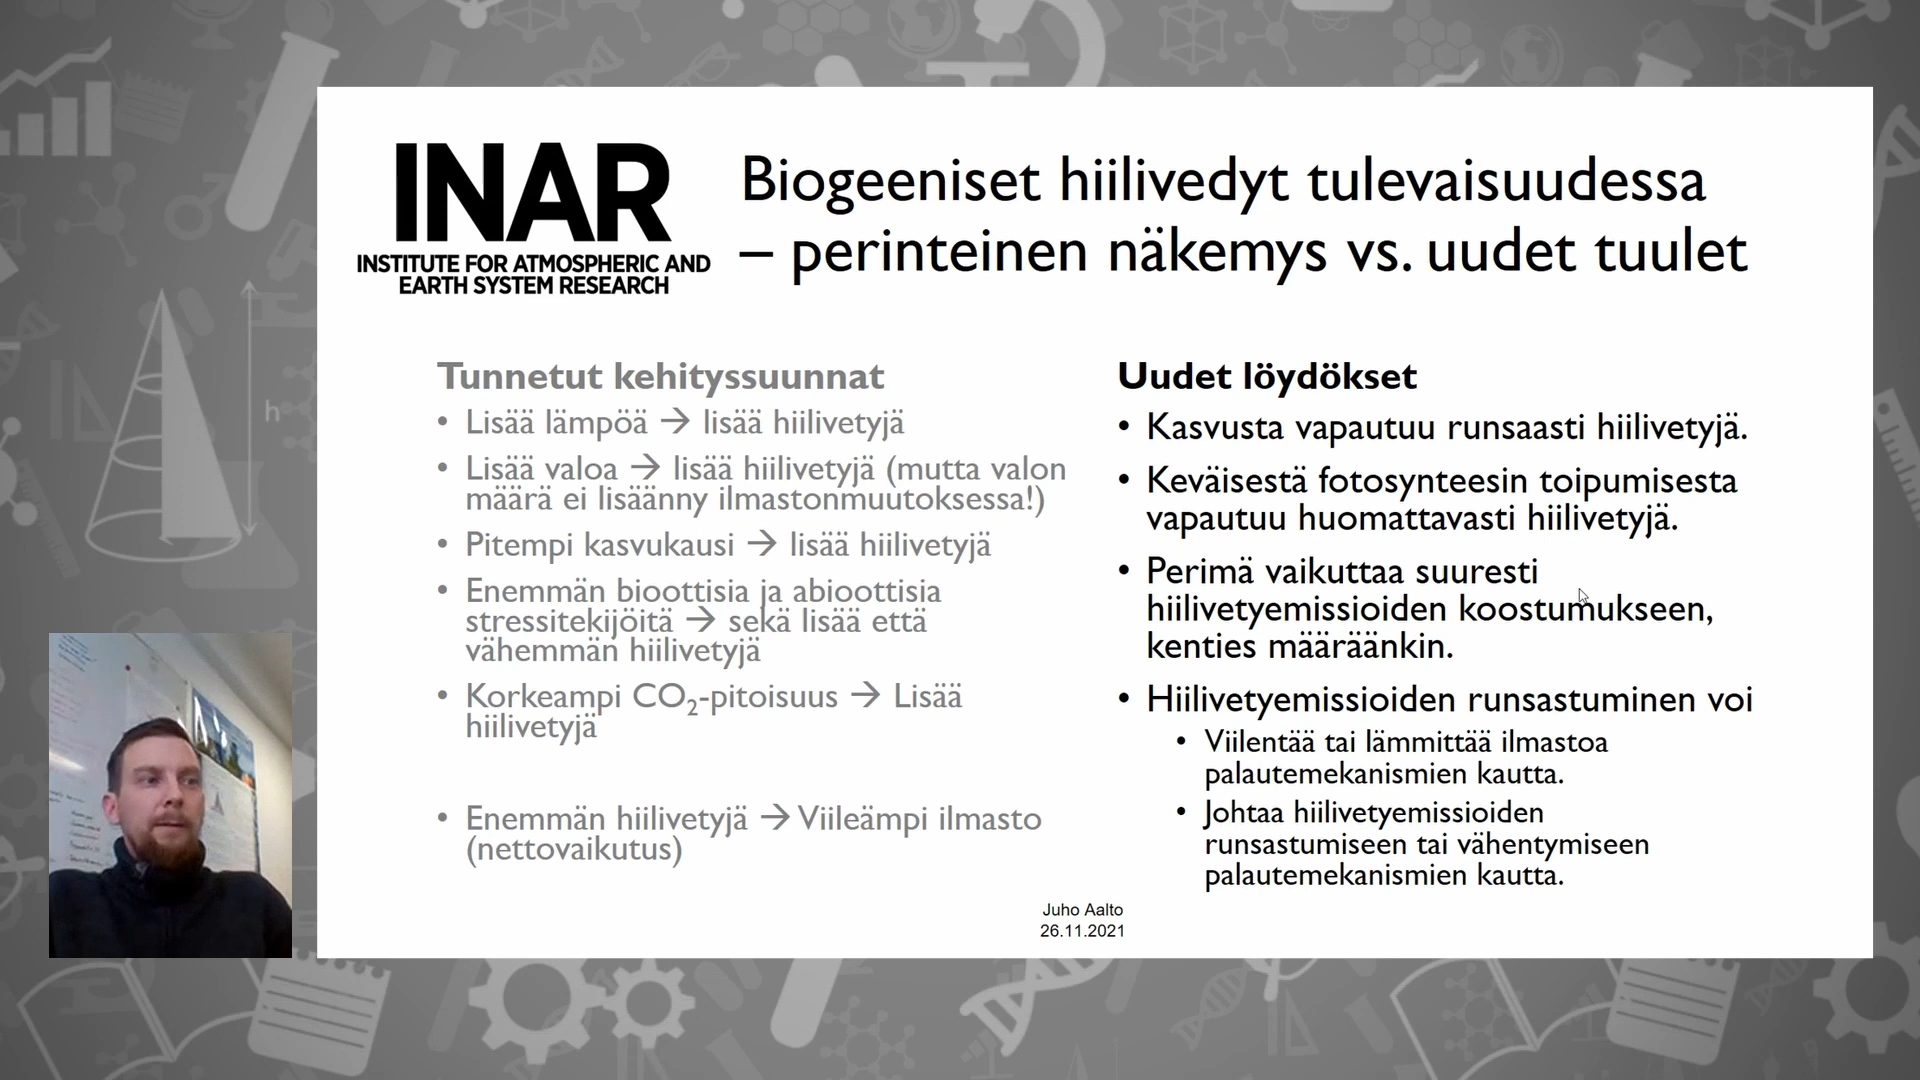 INAR
INSTITUTE FOR ATMOSPHERIC AND
EARTH SYSTEM RESEARCH
Biogeeniset hiilivedyt tulevaisuudessa
– perinteinen näkemys vs. uudet tuulet
Tunnetut kehityssuunnat
• Lisää lämpöä → lisää hiilivetyjä
• Lisää valoa → lisää hiilivetyjä (mutta valon
määrä ei lisäänny ilmastonmuutoksessa!)
• Pitempi kasvukausi → lisää hiilivetyjä
• Enemmän bioottisia ja abioottisia
stressitekijöitä → sekä lisää että
vähemmän hiilivetyjä
• Korkeampi CO₂-pitoisuus → Lisää
hiilivetyjä
• Enemmän hiilivetyjä → Viileämpi ilmasto
(nettovaikutus)
Uudet löydökset
• Kasvusta vapautuu runsaasti hiilivetyjä.
• Keväisestä fotosynteesin toipumisesta
vapautuu huomattavasti hiilivetyjä.
• Perimä vaikuttaa suuresti
hiilivetyemissioiden koostumukseen,
kenties määräänkin.
• Hiilivetyemissioiden runsastuminen voi
• Viilentää tai lämmittää ilmastoa
palautemekanismien kautta.
• Johtaa hiilivetyemissioiden
runsastumiseen tai vähentymiseen
palautemekanismien kautta.
Juho Aalto
26.11.2021
h